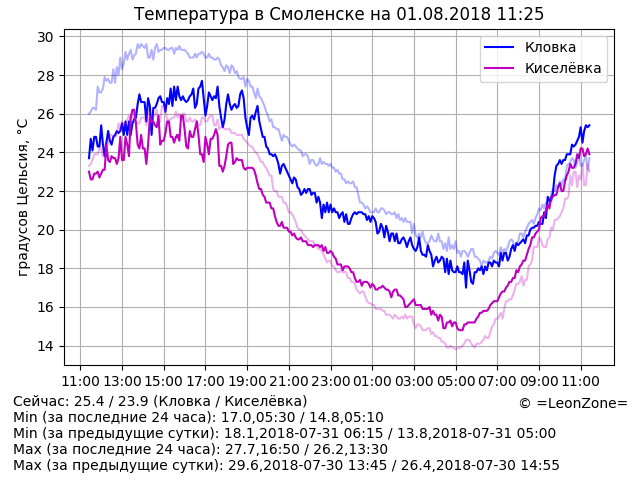 Температура в Смоленске на 01.08.2018 11:25
30
28
26
24
22
20
18
16
14
градусов Цельсия, °C
Кловка
Киселёвка
11:00 13:00 15:00 17:00 19:00 21:00 23:00 01:00 03:00 05:00 07:00 09:00 11:00
Сейчас: 25.4 / 23.9 (Кловка / Киселёвка)
© =LeonZone=
Min (за последние 24 часа): 17.0,05:30 / 14.8,05:10
Min (за предыдущие сутки): 18.1,2018-07-31 06:15 / 13.8,2018-07-31 05:00
Max (за последние 24 часа): 27.7,16:50 / 26.2,13:30
Max (за предыдущие сутки): 29.6,2018-07-30 13:45 / 26.4,2018-07-30 14:55